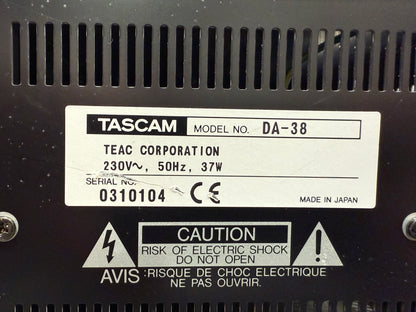 TASCAM MODEL NO. DA-38
TEAC CORPORATION
230V~, 50Hz, 37W
SERIAL NO.
0310104 CE MADE IN JAPAN
CAUTION
RISK OF ELECTRIC SHOCK
DO NOT OPEN
AVIS :RISQUE DE CHOC ELECTRIQUE
NE PAS OUVRIR.